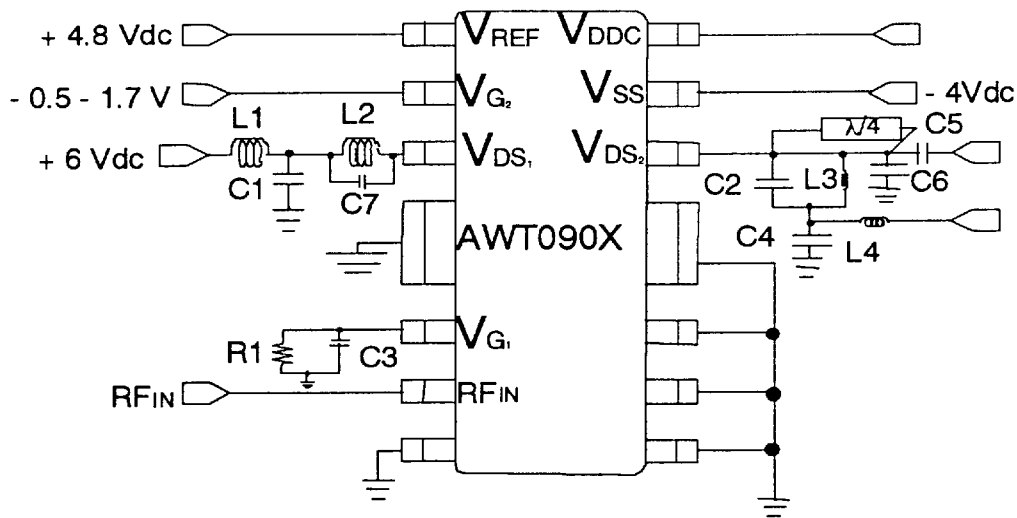 + 4.8 Vdc
VREF
VDDC
- 0.5 - 1.7 V
VG2
VSS
- 4Vdc
L1
L2
λ/4
C5
+ 6 Vdc
VDS1
VDS2
C1
C7
C2
L3
C6
AWT090X
C4
L4
VG1
R1
C3
RFIN
RFIN